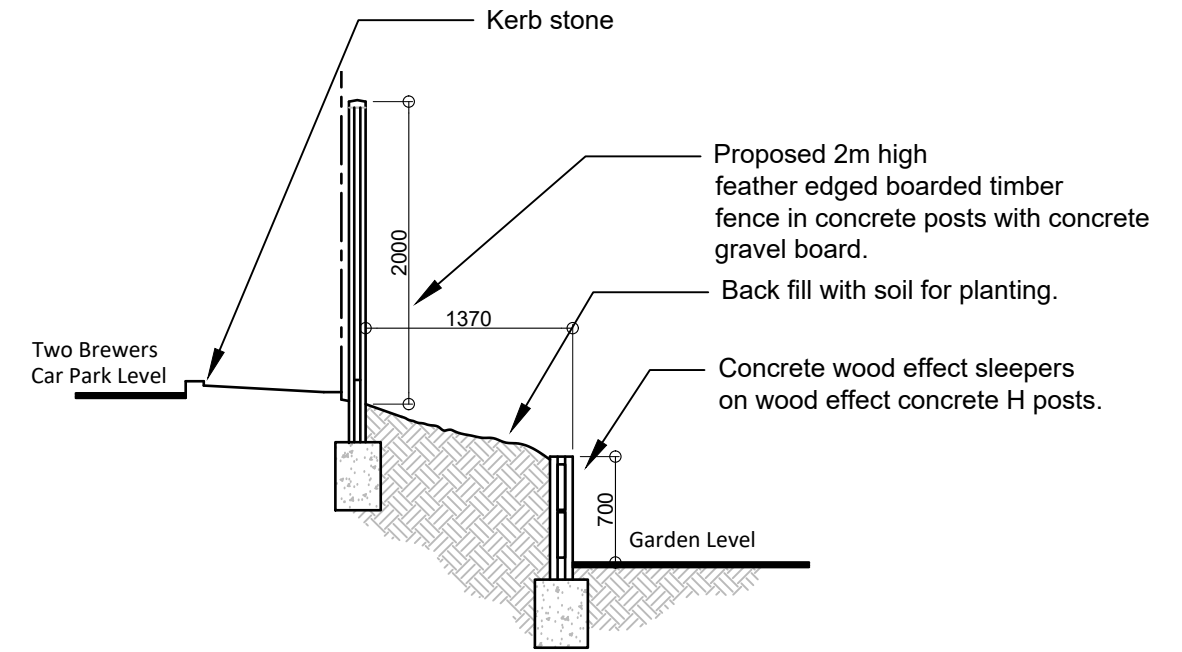 Kerb stone
Proposed 2m high
feather edged boarded timber
fence in concrete posts with concrete
gravel board.
2000
Back fill with soil for planting.
1370
Two Brewers
Car Park Level
Concrete wood effect sleepers
on wood effect concrete H posts.
700
Garden Level